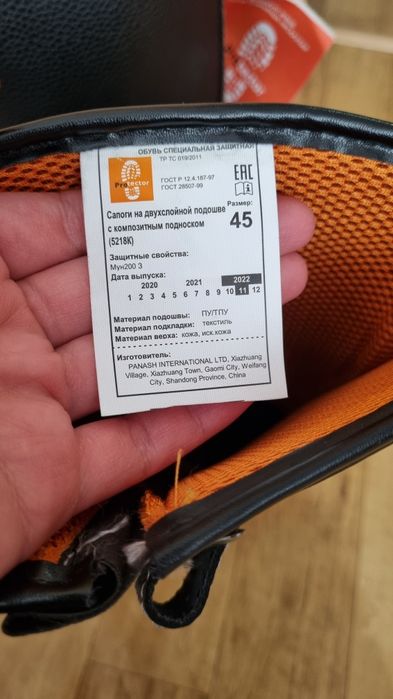 ОБУВЬ СПЕЦИАЛЬНАЯ ЗАЩИТНАЯ
ТР ТС 019/2011
Protector
ГОСТ Р 12.4.187-97
ГОСТ 28507-99
EAC
Сапоги на двухслойной подошве
с композитным подноском
(5218К)
Размер:
45
Защитные свойства:
Мун200 З
Дата выпуска:
2020 2021 2022
1 2 3 4 5 6 7 8 9 10 11 12
Материал подошвы: ПУ/ТПУ
Материал подкладки: текстиль
Материал верха: кожа, иск.кожа
Изготовитель:
PANASH INTERNATIONAL LTD, Xiazhuang
Village, Xiazhuang Town, Gaomi City, Weifang
City, Shandong Province, China